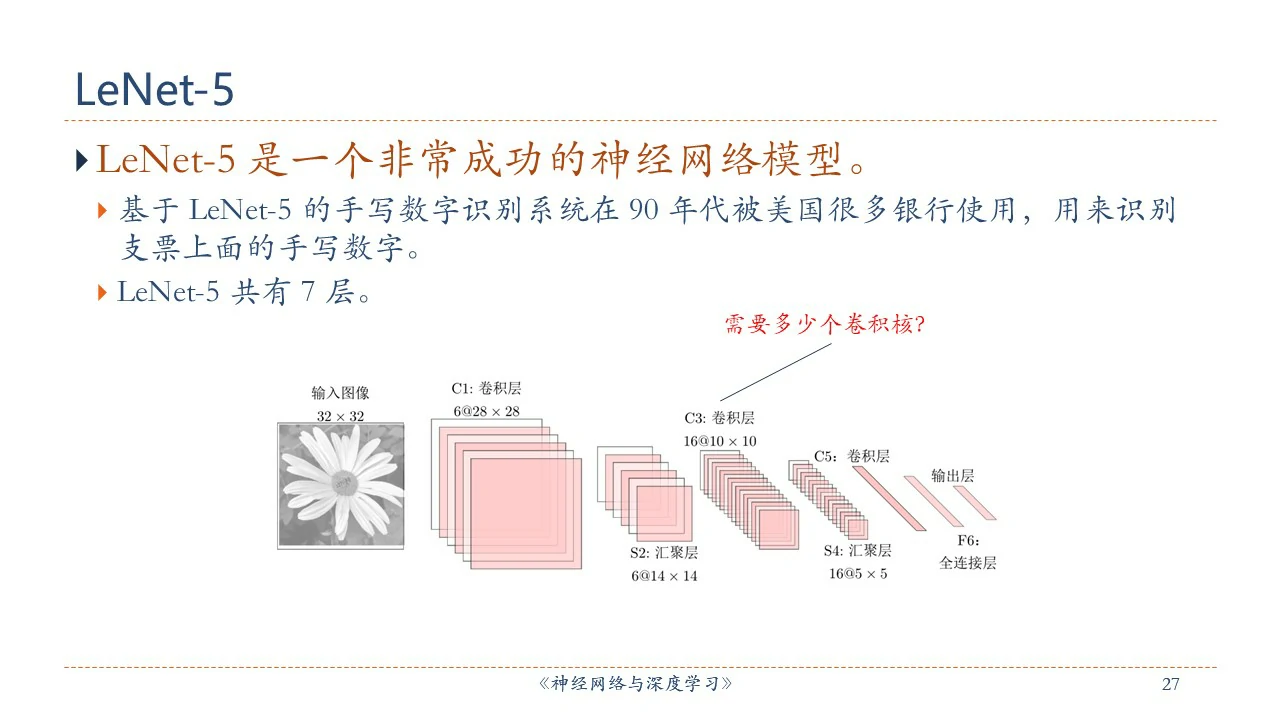 LeNet-5
LeNet-5 是一个非常成功的神经网络模型。
基于 LeNet-5 的手写数字识别系统在 90 年代被美国很多银行使用，用来识别
支票上面的手写数字。
LeNet-5 共有 7 层。
需要多少个卷积核?
输入图像
32 × 32
C1: 卷积层
6@28 × 28
S2: 汇聚层
6@14 × 14
C3: 卷积层
16@10 × 10
S4: 汇聚层
16@5 × 5
C5：卷积层
输出层
F6：
全连接层
《神经网络与深度学习》
27